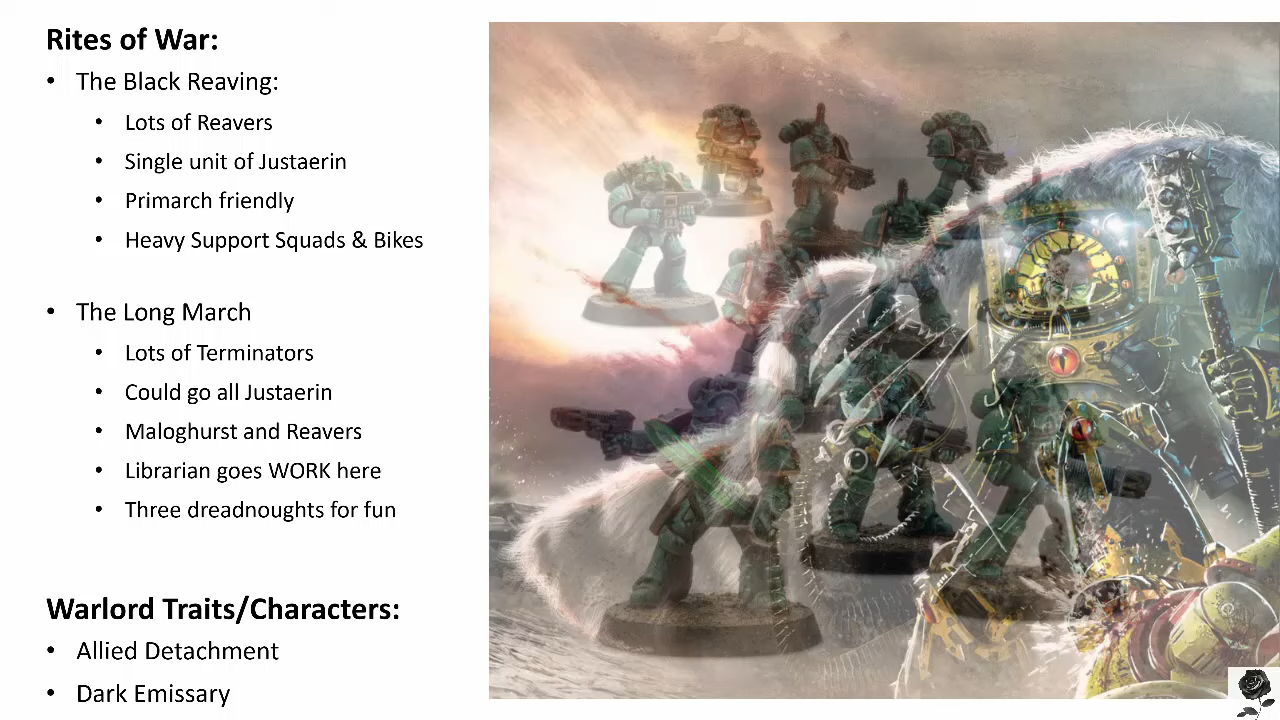 Rites of War:
• The Black Reaving:
• Lots of Reavers
• Single unit of Justaerin
• Primarch friendly
• Heavy Support Squads & Bikes
• The Long March
• Lots of Terminators
• Could go all Justaerin
• Maloghurst and Reavers
• Librarian goes WORK here
• Three dreadnoughts for fun
Warlord Traits/Characters:
• Allied Detachment
• Dark Emissary